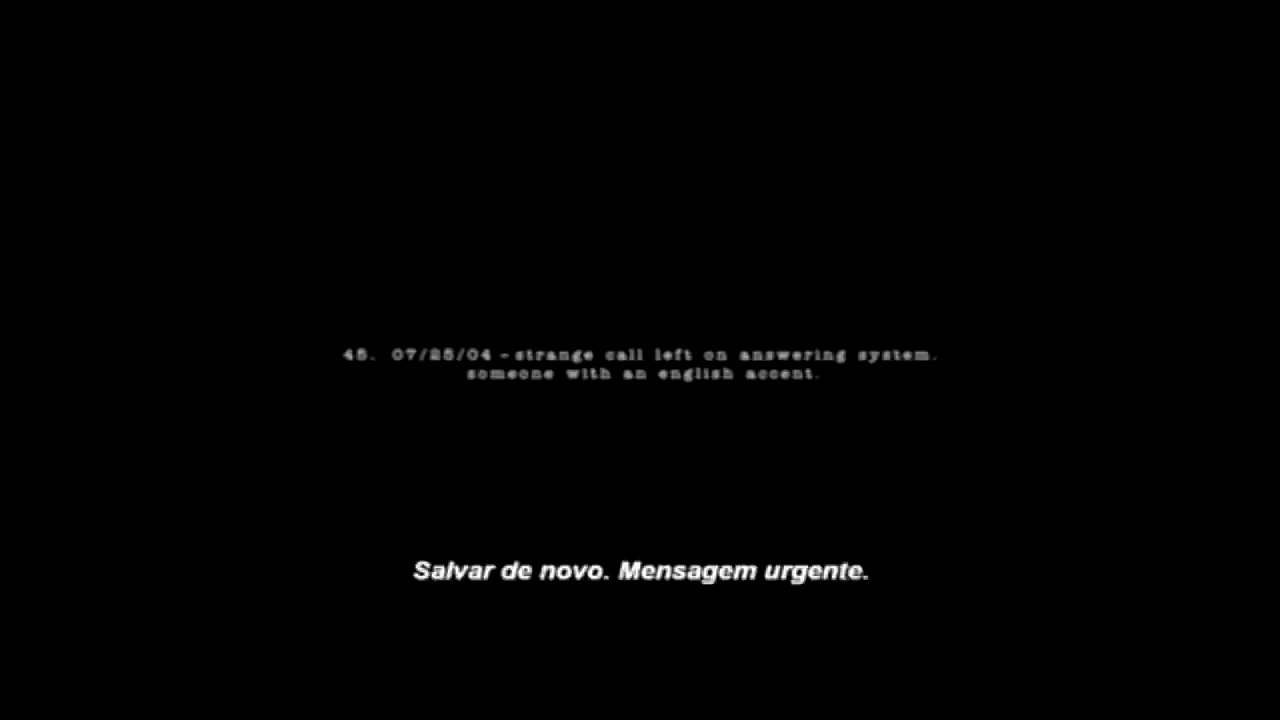 45. 07/25/04 - strange call left on answering system.
someone with an english accent.
Salvar de novo. Mensagem urgente.